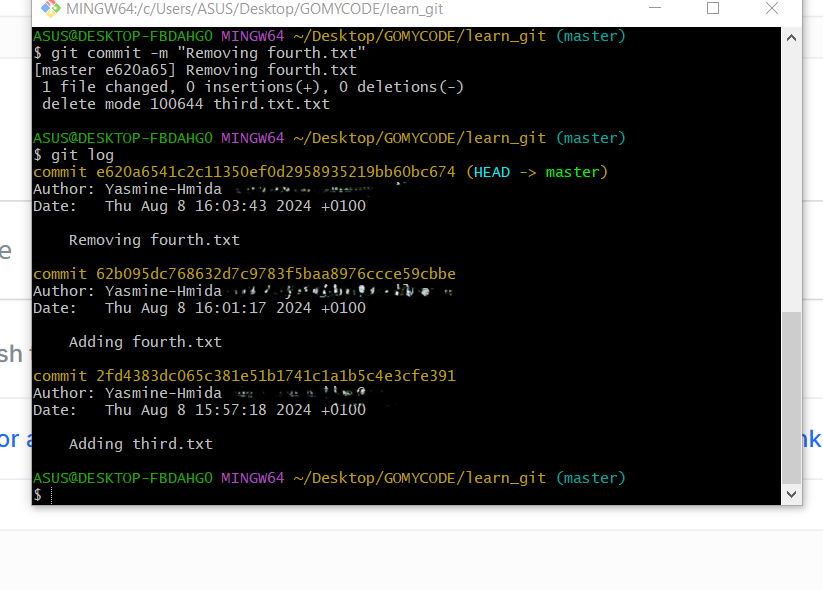 MINGW64:/c/Users/ASUS/Desktop/GOMYCODE/learn_git
ASUS@DESKTOP-FBDAHG0 MINGW64 ~/Desktop/GOMYCODE/learn_git (master)
$ git commit -m "Removing fourth.txt"
[master e620a65] Removing fourth.txt
1 file changed, 0 insertions(+), 0 deletions(-)
delete mode 100644 third.txt.txt
ASUS@DESKTOP-FBDAHG0 MINGW64 ~/Desktop/GOMYCODE/learn_git (master)
$ git log
commit e620a6541c2c11350ef0d2958935219bb60bc674 (HEAD -> master)
Author: Yasmine-Hmida
Date: Thu Aug 8 16:03:43 2024 +0100
Removing fourth.txt
commit 62b095dc768632d7c9783f5baa8976ccce59cbbe
Author: Yasmine-Hmida
Date: Thu Aug 8 16:01:17 2024 +0100
Adding fourth.txt
commit 2fd4383dc065c381e51b1741c1a1b5c4e3cfe391
Author: Yasmine-Hmida
Date: Thu Aug 8 15:57:18 2024 +0100
Adding third.txt
ASUS@DESKTOP-FBDAHG0 MINGW64 ~/Desktop/GOMYCODE/learn_git (master)
$